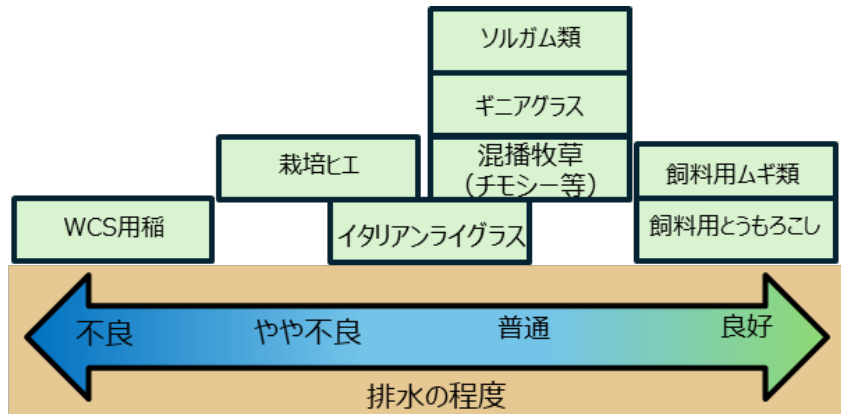 ソルガム類
ギニアグラス
栽培ヒエ
混播牧草
(チモシー等)
飼料用ムギ類
WCS用稲
イタリアンライグラス
飼料用とうもろこし
不良
やや不良
普通
良好
排水の程度